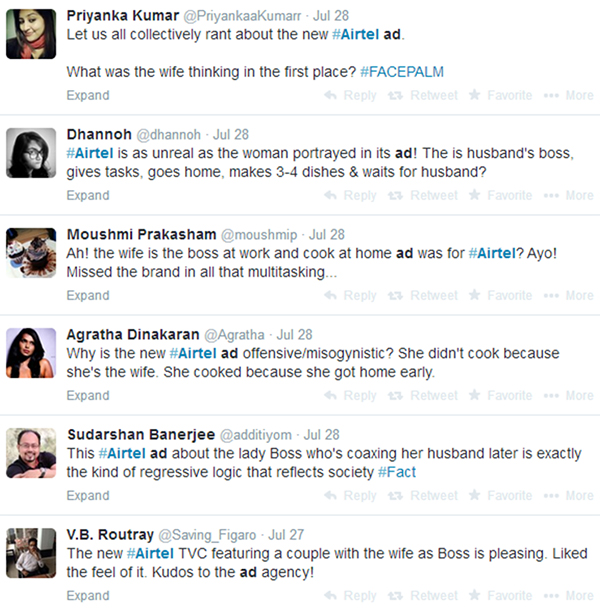 Priyanka Kumar @PriyankaaKumarr · Jul 28
Let us all collectively rant about the new #Airtel ad.
What was the wife thinking in the first place? #FACEPALM
Expand Reply Retweet Favorite More
Dhannoh @dhannoh · Jul 28
#Airtel is as unreal as the woman portrayed in its ad! The is husband's boss,
gives tasks, goes home, makes 3-4 dishes & waits for husband?
Expand Reply Retweet Favorite More
Moushmi Prakasham @moushmip · Jul 28
Ah! the wife is the boss at work and cook at home ad was for #Airtel? Ayo!
Missed the brand in all that multitasking...
Expand Reply Retweet Favorite More
Agratha Dinakaran @Agratha · Jul 28
Why is the new #Airtel ad offensive/misogynistic? She didn't cook because
she's the wife. She cooked because she got home early.
Expand Reply Retweet Favorite More
Sudarshan Banerjee @additiyom · Jul 28
This #Airtel ad about the lady Boss who's coaxing her husband later is exactly
the kind of regressive logic that reflects society #Fact
Expand Reply Retweet Favorite More
V.B. Routray @Saving_Figaro · Jul 27
The new #Airtel TVC featuring a couple with the wife as Boss is pleasing. Liked
the feel of it. Kudos to the ad agency!
Expand Reply Retweet Favorite More